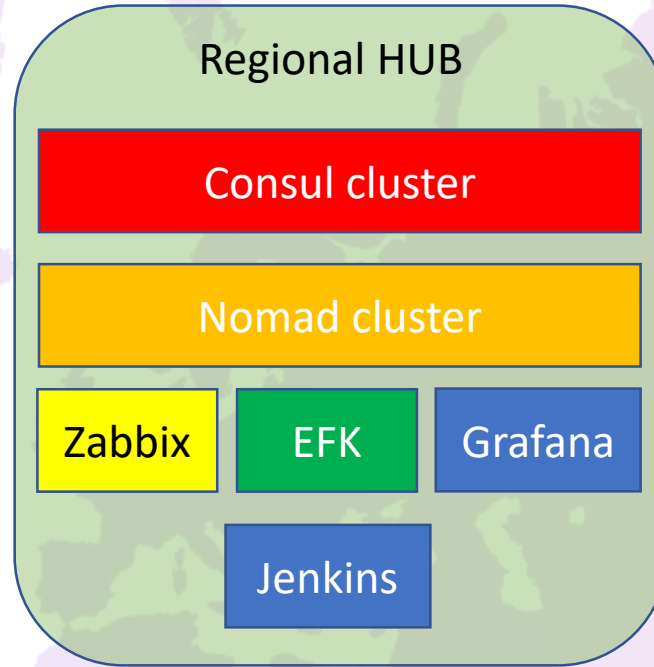 Regional HUB
Consul cluster
Nomad cluster
Zabbix
EFK
Grafana
Jenkins